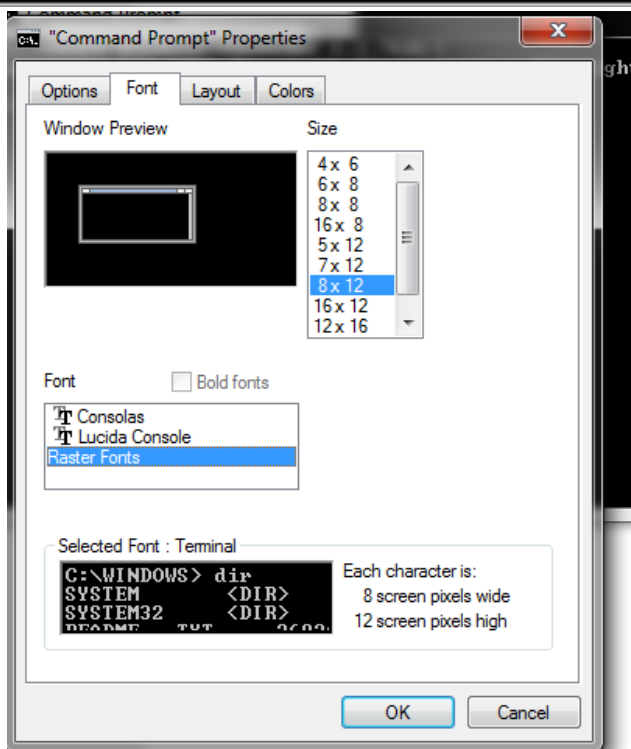 "Command Prompt" Properties
Options Font Layout Colors
Window Preview
Size
4 x 6
6 x 8
8 x 8
16 x 8
5 x 12
7 x 12
8 x 12
16 x 12
12 x 16
Font
Bold fonts
Consolas
Lucida Console
Raster Fonts
Selected Font : Terminal
C:\WINDOWS> dir
SYSTEM <DIR>
SYSTEM32 <DIR>
README TXT
Each character is:
8 screen pixels wide
12 screen pixels high
OK
Cancel